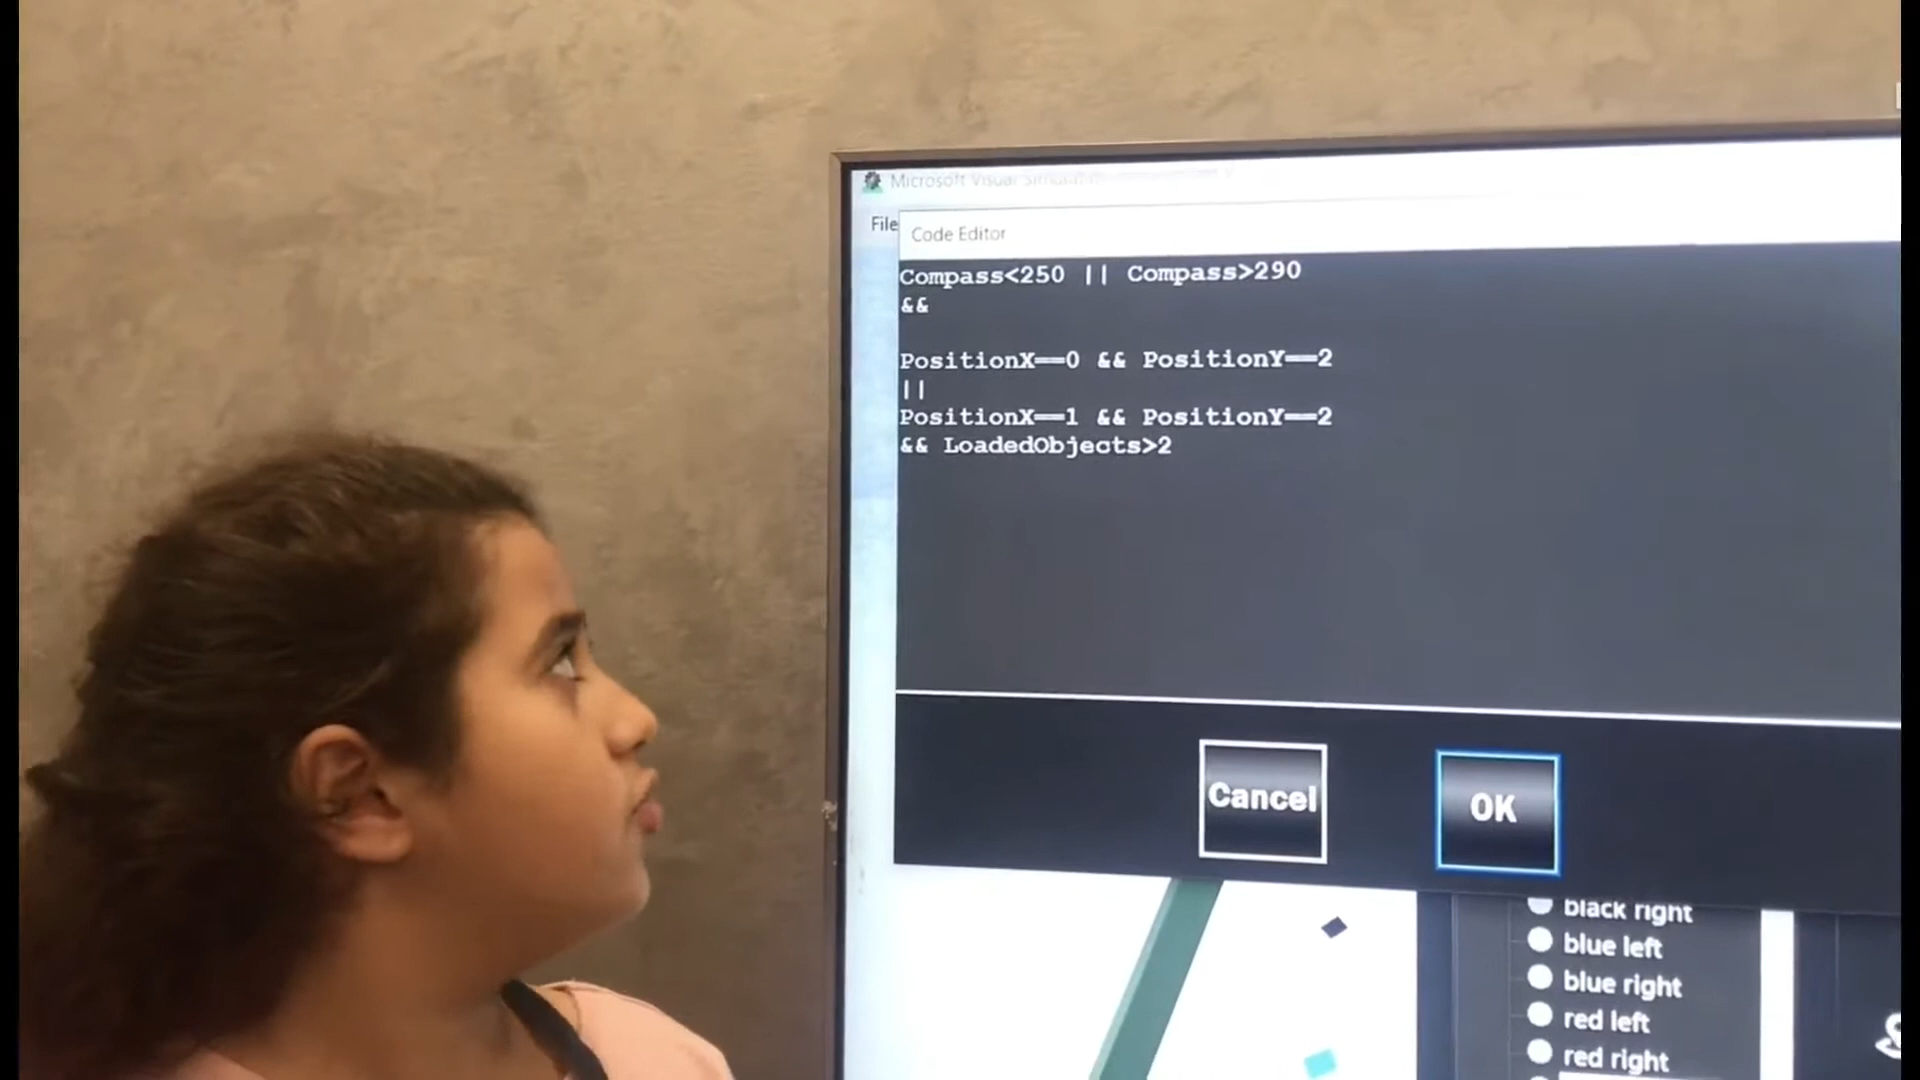 Microsoft Visual
File
Code Editor
Compass<250 || Compass>290
&&
PositionX==0 && PositionY==2
||
PositionX==1 && PositionY==2
&& LoadedObjects>2
Cancel
OK
black right
blue left
blue right
red left
red right